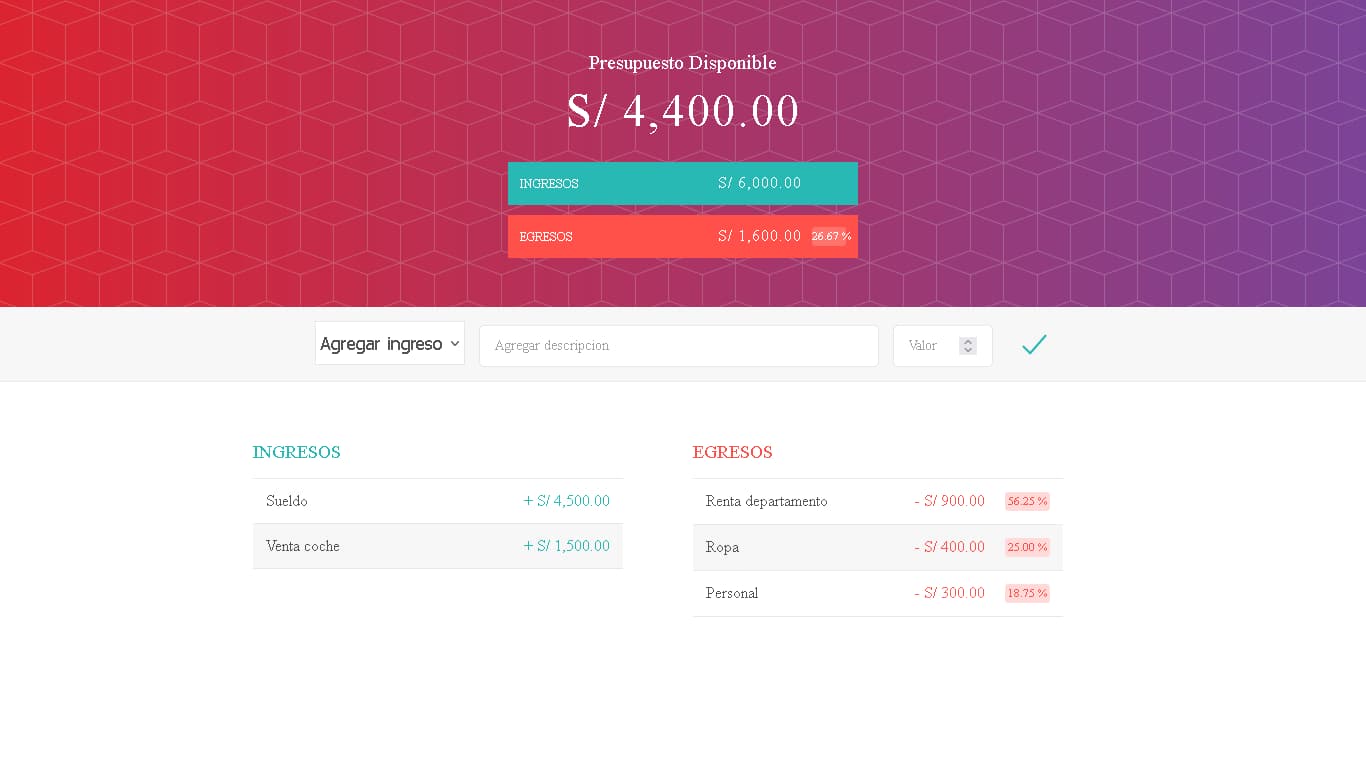 Presupuesto Disponible
S/ 4,400.00
INGRESOS S/ 6,000.00
EGRESOS S/ 1,600.00 26.67 %
Agregar ingreso Agregar descripcion Valor
INGRESOS
Sueldo + S/ 4,500.00
Venta coche + S/ 1,500.00
EGRESOS
Renta departamento - S/ 900.00 56.25 %
Ropa - S/ 400.00 25.00 %
Personal - S/ 300.00 18.75 %